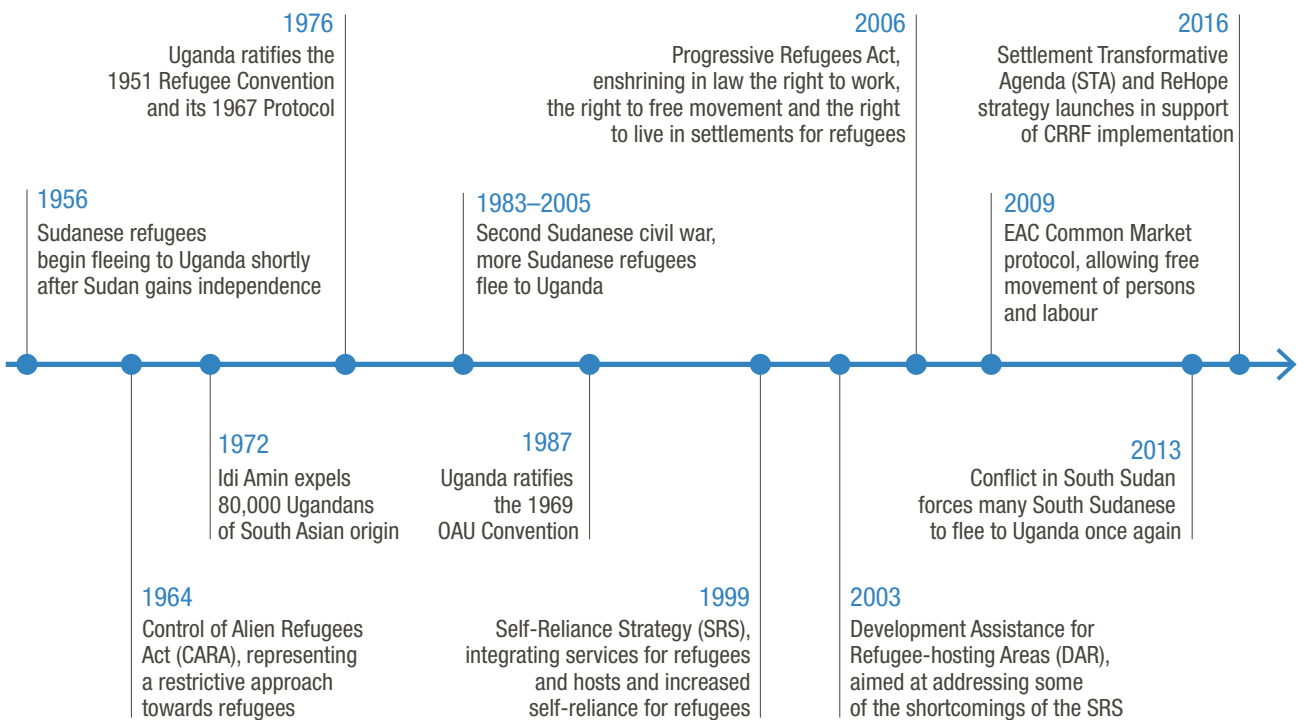 1976
Uganda ratifies the
1951 Refugee Convention
and its 1967 Protocol
2006
Progressive Refugees Act,
enshrining in law the right to work,
the right to free movement and the right
to live in settlements for refugees
2016
Settlement Transformative
Agenda (STA) and ReHope
strategy launches in support
of CRRF implementation
1956
Sudanese refugees
begin fleeing to Uganda shortly
after Sudan gains independence
1983–2005
Second Sudanese civil war,
more Sudanese refugees
flee to Uganda
2009
EAC Common Market
protocol, allowing free
movement of persons
and labour
1972
Idi Amin expels
80,000 Ugandans
of South Asian origin
1987
Uganda ratifies
the 1969
OAU Convention
2013
Conflict in South Sudan
forces many South Sudanese
to flee to Uganda once again
1964
Control of Alien Refugees
Act (CARA), representing
a restrictive approach
towards refugees
1999
Self-Reliance Strategy (SRS),
integrating services for refugees
and hosts and increased
self-reliance for refugees
2003
Development Assistance for
Refugee-hosting Areas (DAR),
aimed at addressing some
of the shortcomings of the SRS